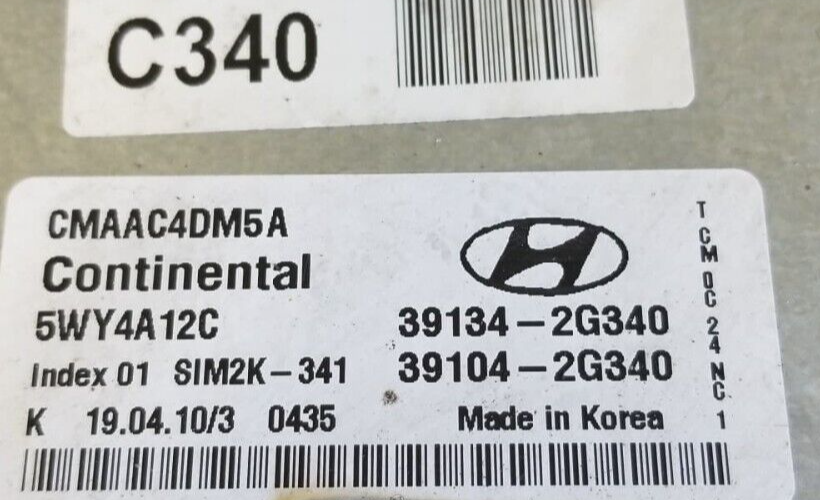 C340
CMAAC4DM5A
Continental
5WY4A12C
39134-2G340
Index 01 SIM2K-341
39104-2G340
K 19.04.10/3 0435
Made in Korea
TCM 0C 24 NC 1